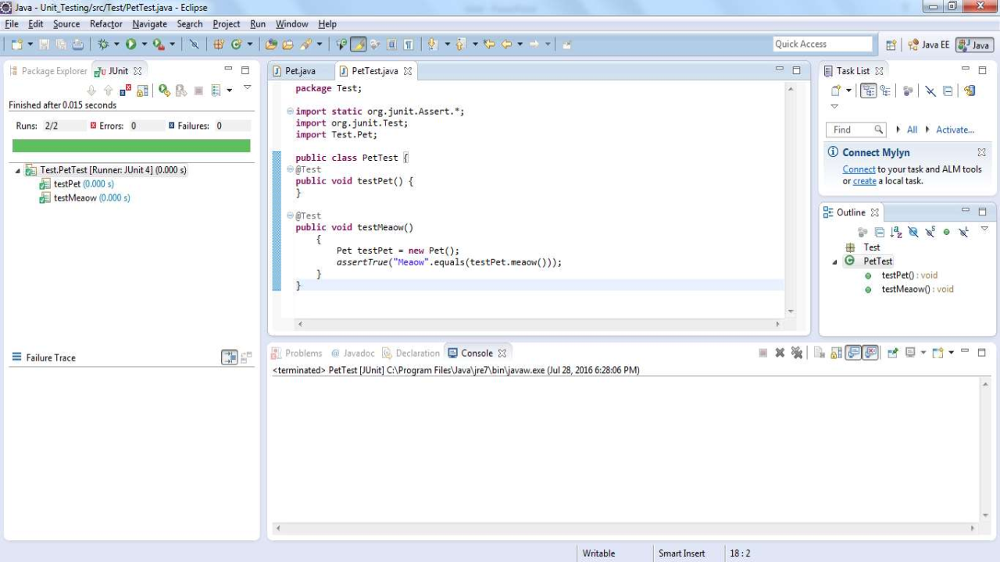 Java - Unit_Testing/src/Test/PetTest.java - Eclipse
File Edit Source Refactor Navigate Search Project Run Window Help
Quick Access
Java EE
Java
Package Explorer
JUnit
Finished after 0.015 seconds
Runs: 2/2
Errors: 0
Failures: 0
Test.PetTest [Runner: JUnit 4] (0.000 s)
testPet (0.000 s)
testMeaow (0.000 s)
Failure Trace
Pet.java
PetTest.java
package Test;
import static org.junit.Assert.*;
import org.junit.Test;
import Test.Pet;
public class PetTest {
@Test
public void testPet() {
}
@Test
public void testMeaow()
{
Pet testPet = new Pet();
assertTrue("Meaow".equals(testPet.meaow()));
}
}
Task List
Find
All
Activate...
Connect Mylyn
Connect to your task and ALM tools
or create a local task.
Outline
Test
PetTest
testPet() : void
testMeaow() : void
Problems
@ Javadoc
Declaration
Console
<terminated> PetTest [JUnit] C:\Program Files\Java\jre7\bin\javaw.exe (Jul 28, 2016 6:28:06 PM)
Writable
Smart Insert
18 : 2